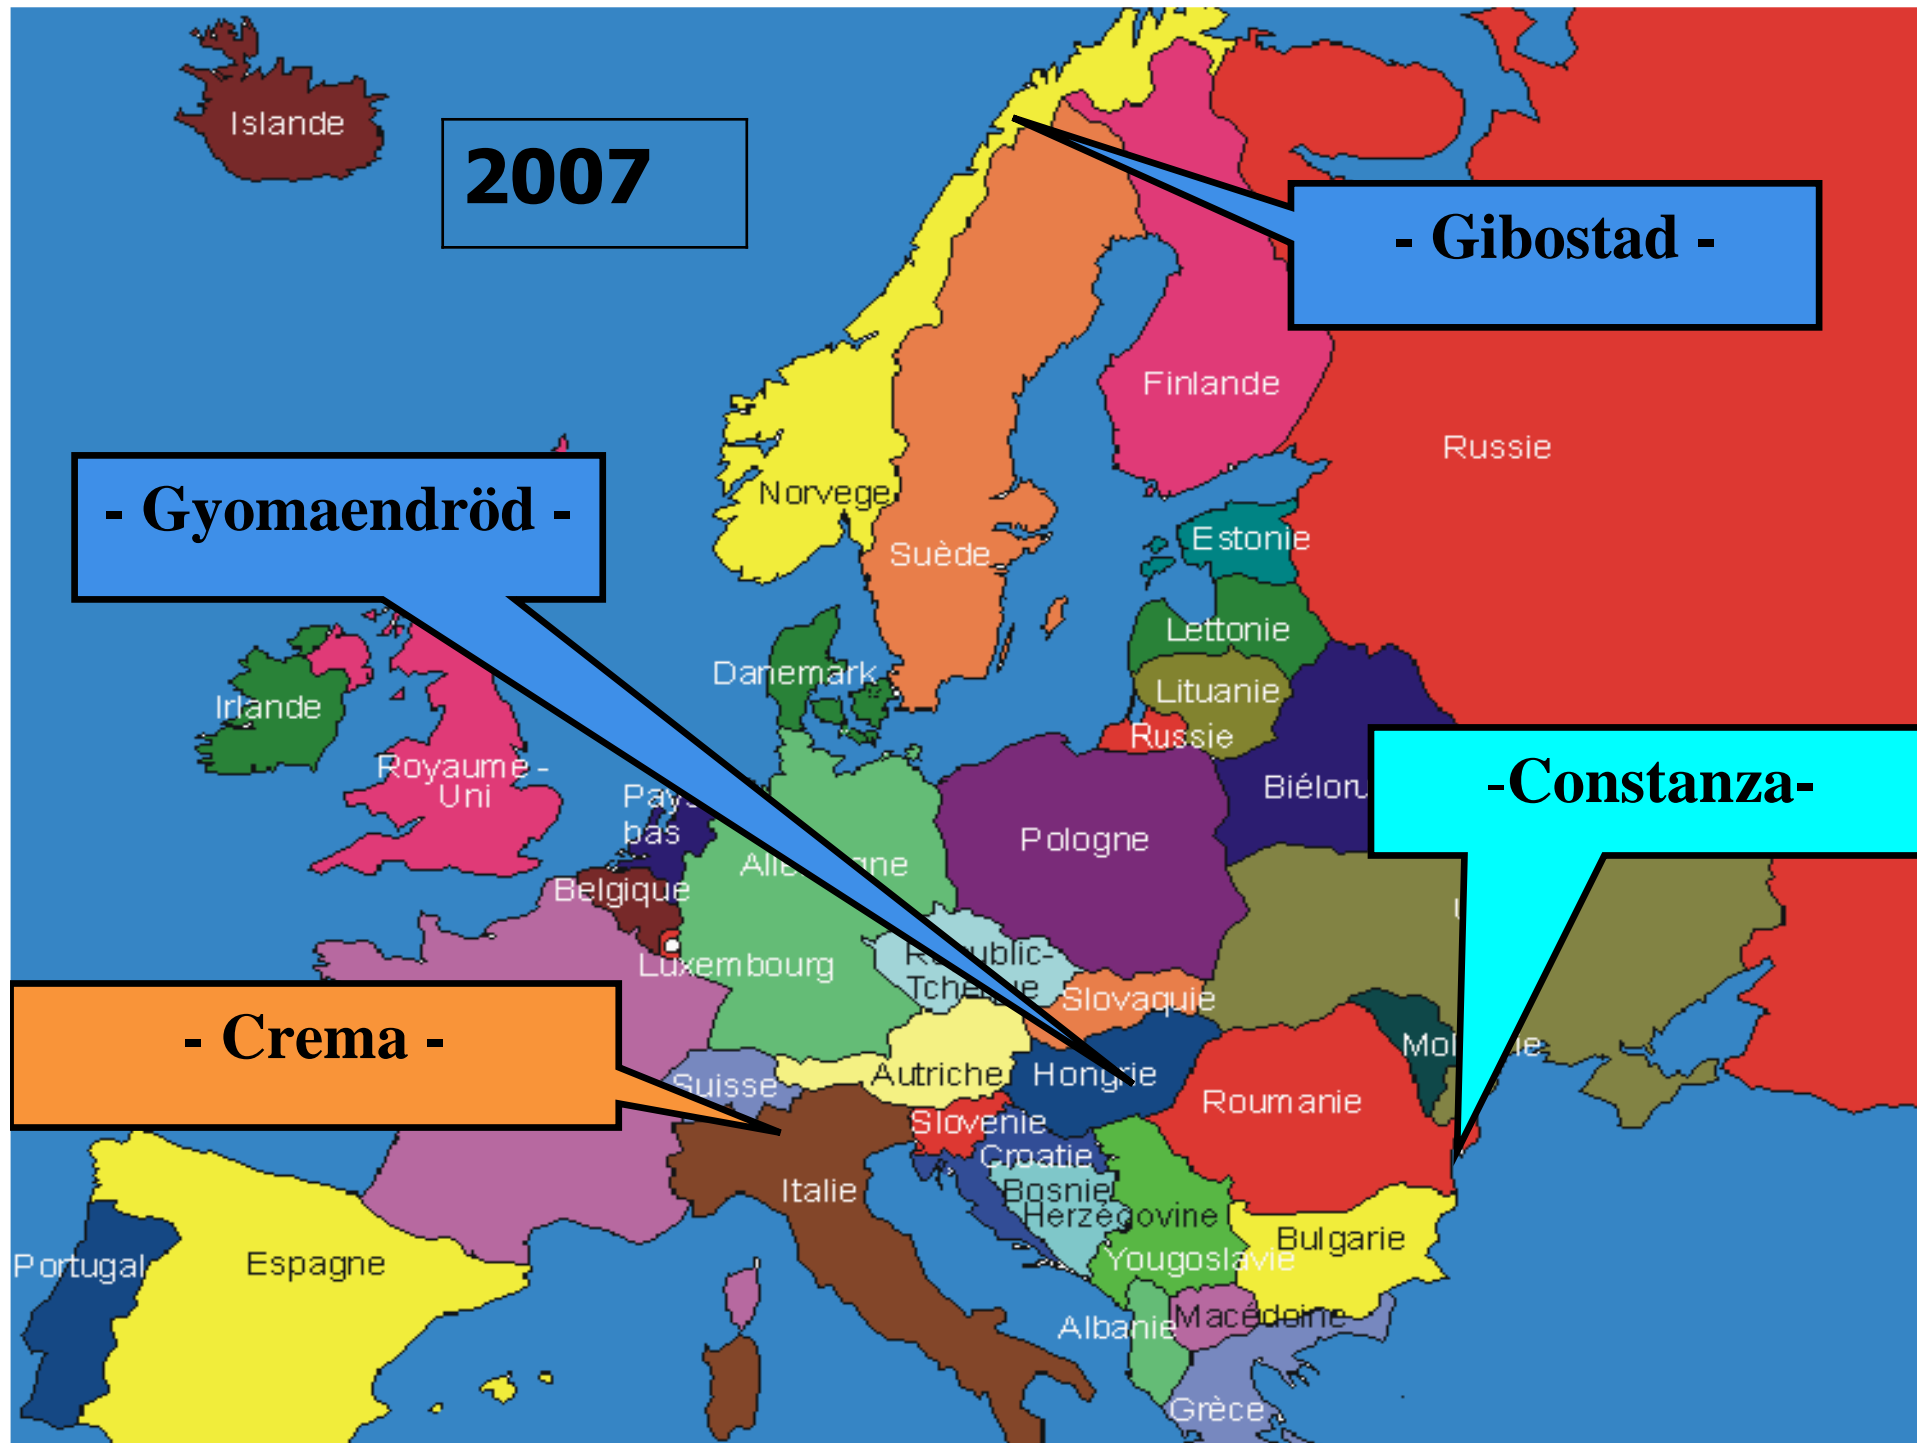 Islande
2007
- Gibostad -
Finlande
Russie
- Gyomaendröd -
Norvege
Suède
Estonie
Lettonie
Danemark
Lituanie
Irlande
Russie
Royaume-
Uni
Pays
bas
-Constanza-
Pologne
Belgique
Luxembourg
Slovaquie
- Crema -
Suisse
Autriche
Hongrie
Roumanie
Slovenie
Croatie
Italie
Bosnie
Herzégovine
Bulgarie
Portugal
Espagne
Yougoslavie
Macédoine
Albanie
Grèce